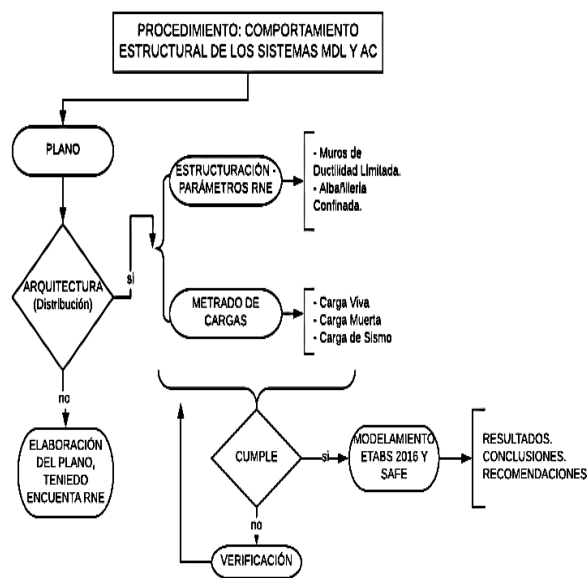 PROCEDIMIENTO: COMPORTAMIENTO
ESTRUCTURAL DE LOS SISTEMAS MDL Y AC
PLANO
ESTRUCTURACIÓN -
PARÁMETROS RNE
- Muros de
Ductilidad Limitada.
- Albañilería
Confinada.
ARQUITECTURA
(Distribución)
si
METRADO DE
CARGAS
- Carga Viva
- Carga Muerta
- Carga de Sismo
no
ELABORACIÓN
DEL PLANO,
TENIEDO
ENCUENTA RNE
CUMPLE
si
MODELAMIENTO
ETABS 2016 Y
SAFE
RESULTADOS.
CONCLUSIONES.
RECOMENDACIONES
no
VERIFICACIÓN